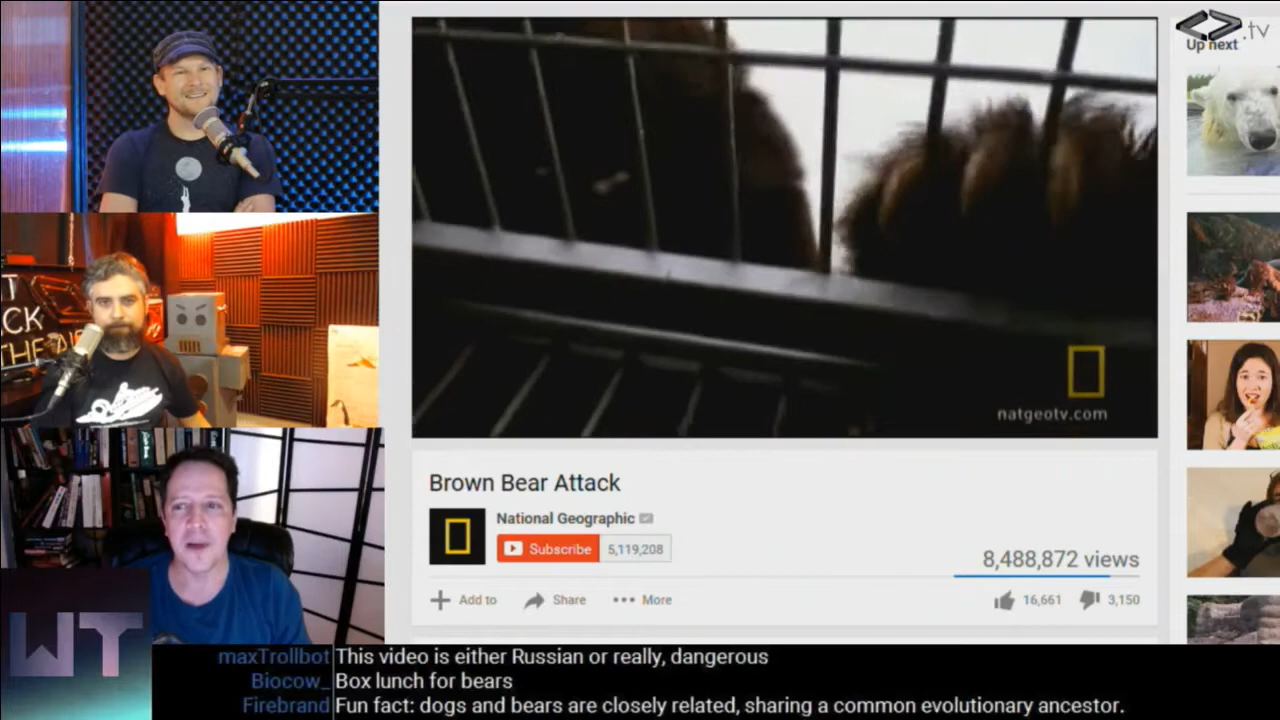 .tv
Up next
natgeotv.com
Brown Bear Attack
National Geographic
Subscribe 5,119,208
8,488,872 views
+ Add to Share ••• More
16,661 3,150
WT
maxTrollbot This video is either Russian or really, dangerous
Biocow_ Box lunch for bears
Firebrand Fun fact: dogs and bears are closely related, sharing a common evolutionary ancestor.